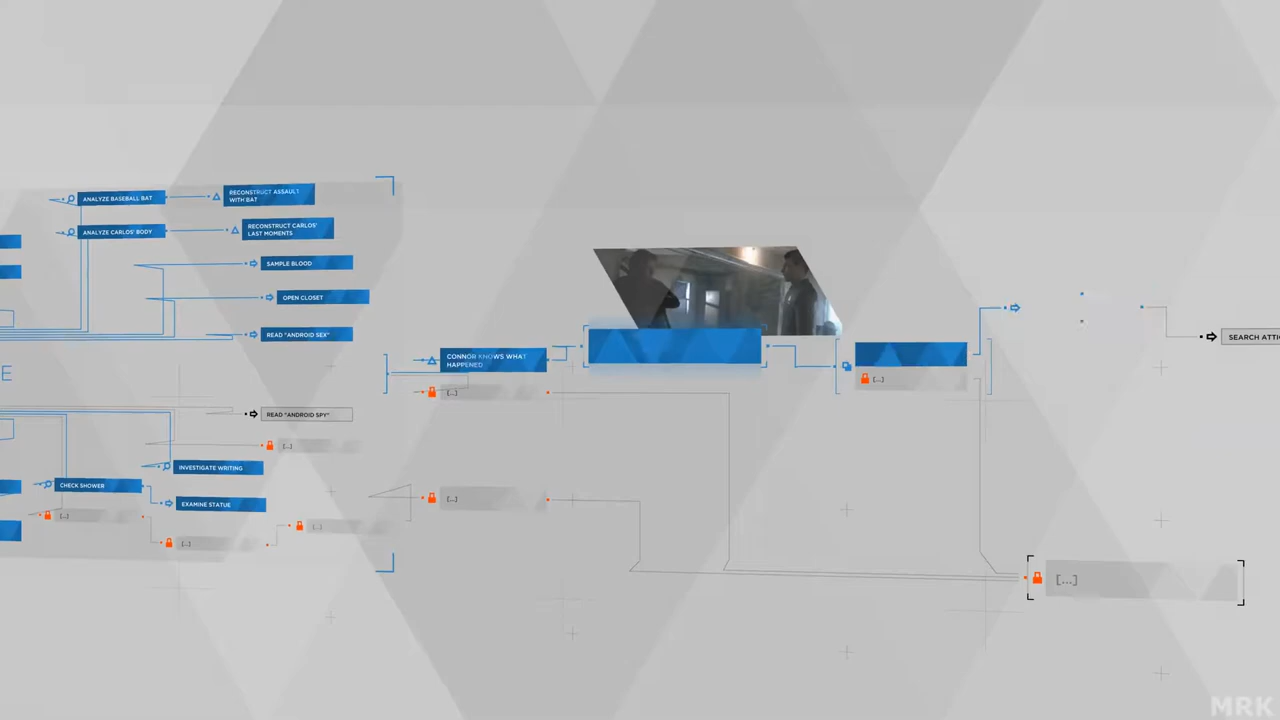 ANALYZE BASEBALL BAT
RECONSTRUCT ASSAULT
WITH BAT
ANALYZE CARLOS' BODY
RECONSTRUCT CARLOS'
LAST MOMENTS
SAMPLE BLOOD
OPEN CLOSET
READ "ANDROID SEX"
CONNOR KNOWS WHAT
HAPPENED
[...]
SEARCH ATTIC
[...]
E
READ "ANDROID SPY"
[...]
INVESTIGATE WRITING
CHECK SHOWER
EXAMINE STATUE
[...]
[...]
[...]
[...]
[...]
MRK